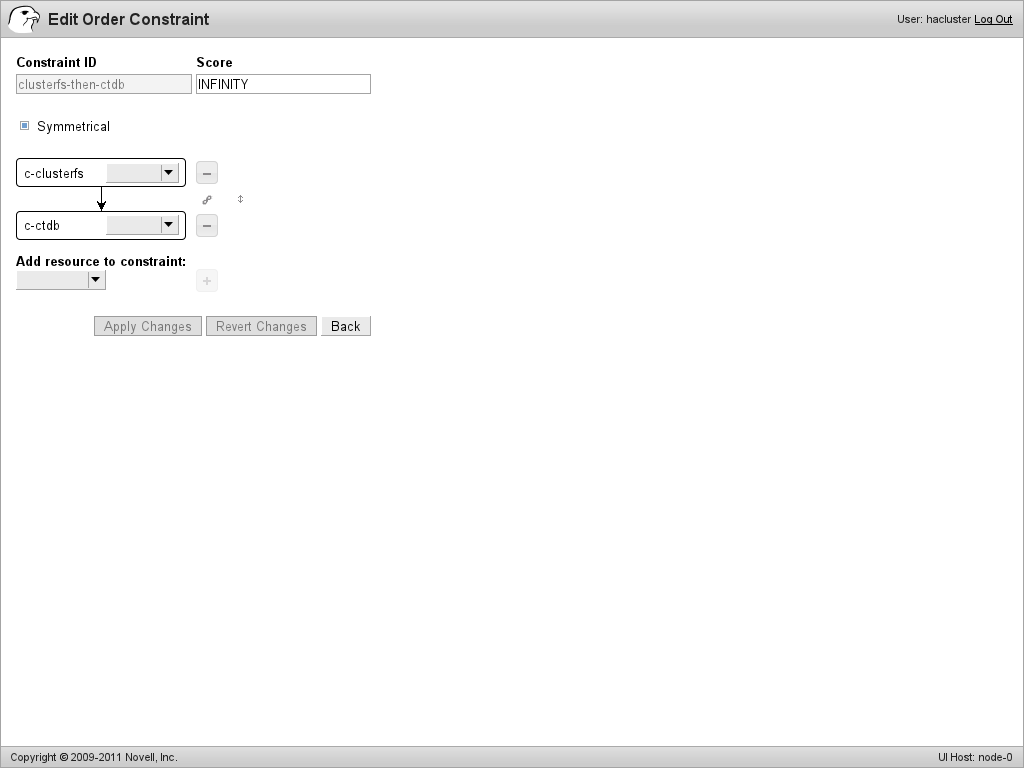 Edit Order Constraint
User: hacluster Log Out
Constraint ID Score
clusterfs-then-ctdb INFINITY
Symmetrical
c-clusterfs
c-ctdb
Add resource to constraint:
Apply Changes Revert Changes Back
Copyright © 2009-2011 Novell, Inc. UI Host: node-0